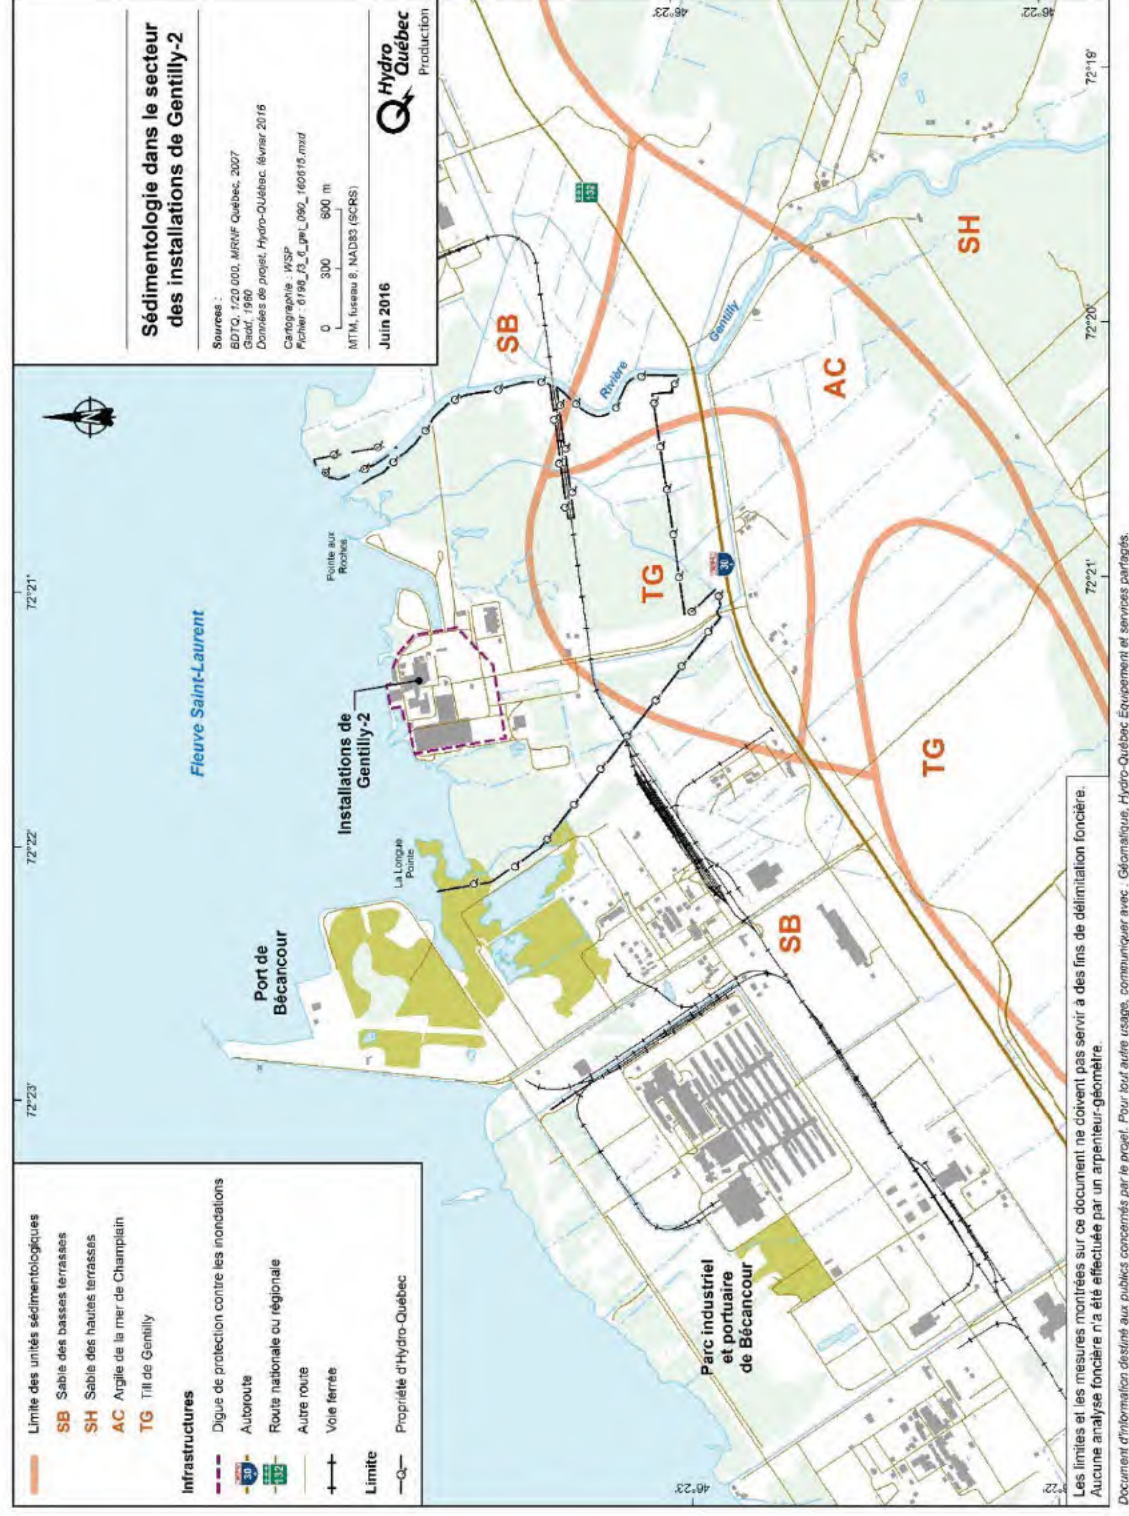 Limite des unités sédimentologiques
SB Sable des basses terrasses
SH Sable des hautes terrasses
AC Argile de la mer de Champlain
TG Till de Gentilly
Infrastructures
Digue de protection contre les inondations
30 Autoroute
132 Route nationale ou régionale
Autre route
Voie ferrée
Limite
Propriété d'Hydro-Québec
72°23'
72°22'
72°21'
Fleuve Saint-Laurent
Port de
Bécancour
La Longue
Pointe
Installations de
Gentilly-2
Pointe aux
Roches
N
Sédimentologie dans le secteur
des installations de Gentilly-2
Sources :
BDTQ, 1/20 000, MRNF Québec, 2007
Gadd, 1960
Données de projet, Hydro-Québec, février 2016
Cartographie : WSP
0 300 600 m
MTM, fuseau 8, NAD83 (SCRS)
Juin 2016
Hydro
Québec
Production
Parc industriel
et portuaire
de Bécancour
SB
TG
SB
Rivière
Gentilly
132
30
TG
AC
SH
46°23'
46°22'
46°23'
72°21'
72°20'
72°19'
Les limites et les mesures montrées sur ce document ne doivent pas servir à des fins de délimitation foncière.
Aucune analyse foncière n'a été effectuée par un arpenteur-géomètre.
Document d'information destiné aux publics concernés par le projet. Pour tout autre usage, communiquer avec : Géomatique, Hydro-Québec Équipement et services partagés.